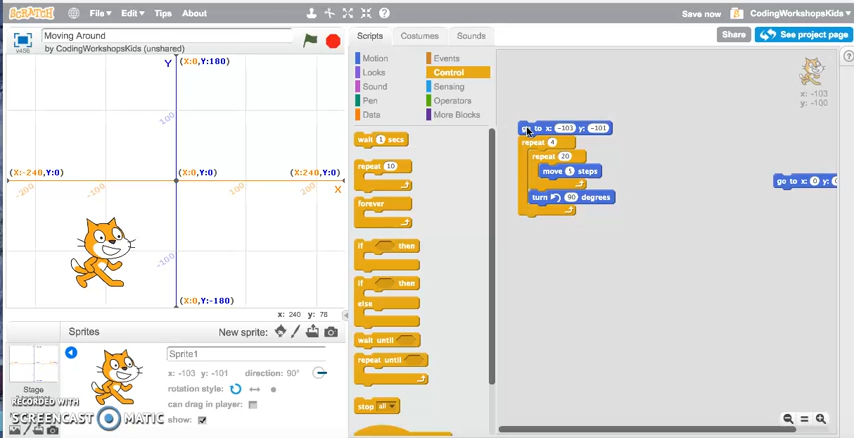 SCRATCH File Edit Tips About Save now CodingWorkshopsKids
Share See project page
v456 Moving Around
by CodingWorkshopsKids (unshared)
Scripts Costumes Sounds
Motion Events
Looks Control
Sound Sensing
Pen Operators
Data More Blocks
Y (X:0,Y:180)
100
(X:-240,Y:0) (X:0,Y:0) (X:240,Y:0)
-200 -100 100 200 X
-100
(X:0,Y:-180)
x: 240 y: 78
wait 1 secs
repeat 10
forever
if then
if then
else
wait until
repeat until
stop all
x: -103
y: -100
go to x: -103 y: -101
repeat 4
repeat 20
move 5 steps
turn 90 degrees
go to x: 0 y: 0
Sprites New sprite:
Sprite1
x: -103 y: -101 direction: 90°
rotation style:
can drag in player:
show:
Stage
RECORDED WITH
SCREENCAST MATIC